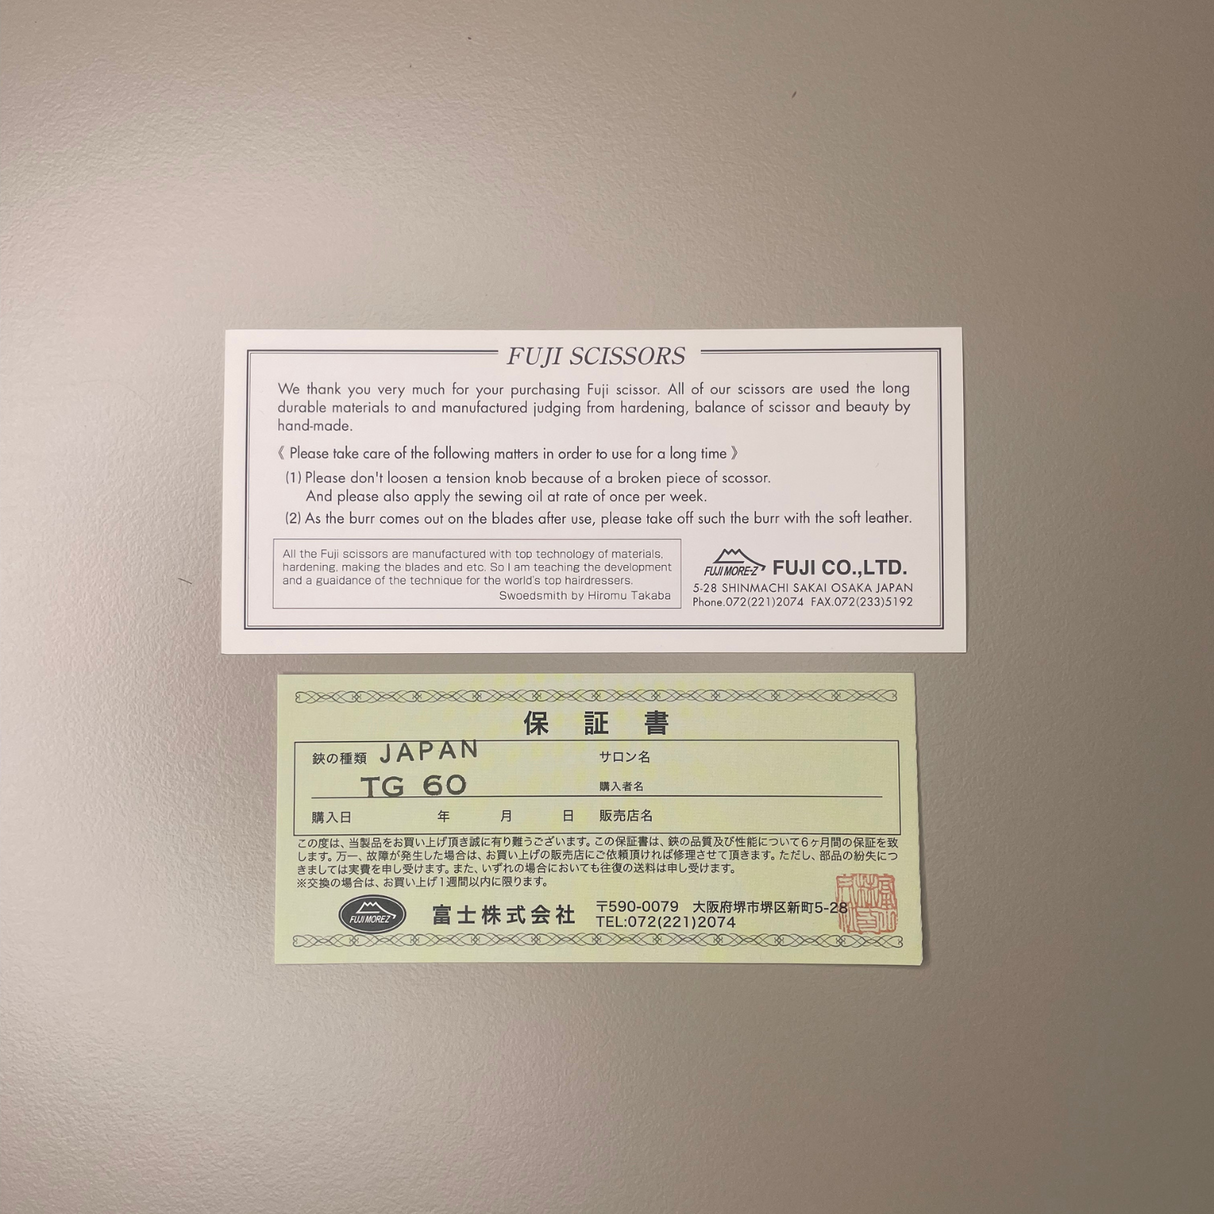 FUJI SCISSORS
We thank you very much for your purchasing Fuji scissor. All of our scissors are used the long
durable materials to and manufactured judging from hardening, balance of scissor and beauty by
hand-made.
《 Please take care of the following matters in order to use for a long time 》
(1) Please don't loosen a tension knob because of a broken piece of scossor.
And please also apply the sewing oil at rate of once per week.
(2) As the burr comes out on the blades after use, please take off such the burr with the soft leather.
All the Fuji scissors are manufactured with top technology of materials,
hardening, making the blades and etc. So I am teaching the development
and a guaidance of the technique for the world's top hairdressers.
Swoedsmith by Hiromu Takaba
FUJI MORE-Z FUJI CO.,LTD.
5-28 SHINMACHI SAKAI OSAKA JAPAN
Phone.072(221)2074 FAX.072(233)5192
保証書
鋏の種類 JAPAN サロン名
TG 60 購入者名
購入日 年 月 日 販売店名
この度は、当製品をお買い上げ頂き誠に有り難うございます。この保証書は、鋏の品質及び性能について6ヶ月間の保証を致
します。万一、故障が発生した場合は、お買い上げの販売店にご依頼頂ければ修理させて頂きます。ただし、部品の紛失につ
きましては実費を申し受けます。また、いずれの場合においても往復の送料は申し受けます。
※交換の場合は、お買い上げ1週間以内に限ります。
FUJI MOREZ 富士株式会社 〒590-0079 大阪府堺市堺区新町5-28
TEL:072(221)2074